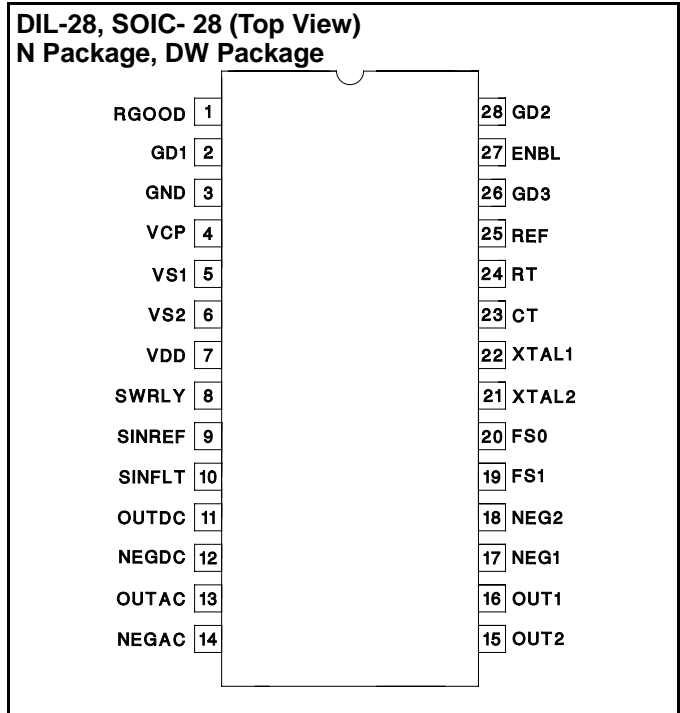 DIL-28, SOIC- 28 (Top View)
N Package, DW Package
RGOOD 1
GD1 2
GND 3
VCP 4
VS1 5
VS2 6
VDD 7
SWRLY 8
SINREF 9
SINFLT 10
OUTDC 11
NEGDC 12
OUTAC 13
NEGAC 14
28 GD2
27 ENBL
26 GD3
25 REF
24 RT
23 CT
22 XTAL1
21 XTAL2
20 FS0
19 FS1
18 NEG2
17 NEG1
16 OUT1
15 OUT2